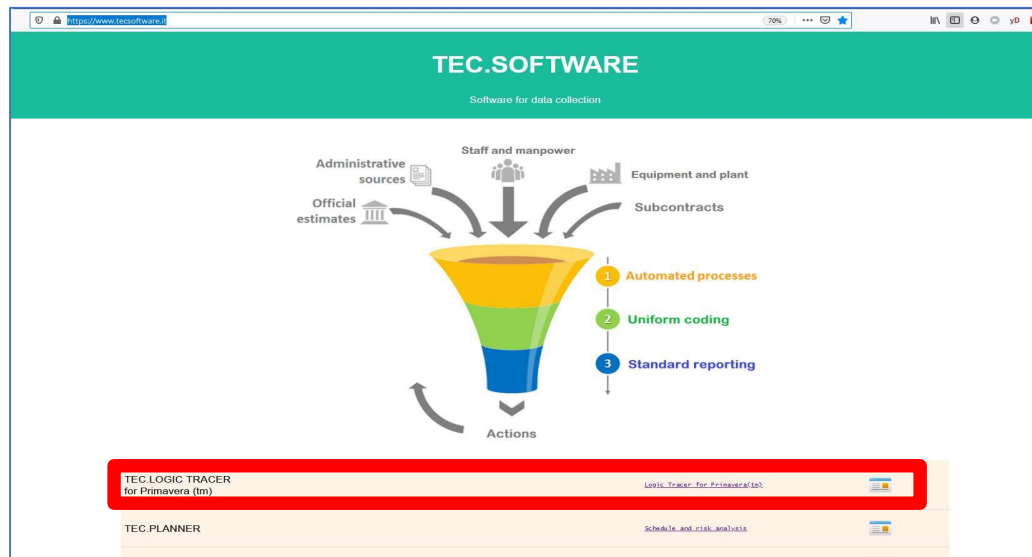 https://www.tecsoftware.it
70%
yD
TEC.SOFTWARE
Software for data collection
Staff and manpower
Administrative
sources
Equipment and plant
Official
estimates
Subcontracts
1 Automated processes
2 Uniform coding
3 Standard reporting
Actions
TEC.LOGIC TRACER
for Primavera (tm)
Logic Tracer for Primavera(tm)
TEC.PLANNER
Schedule and risk analysis